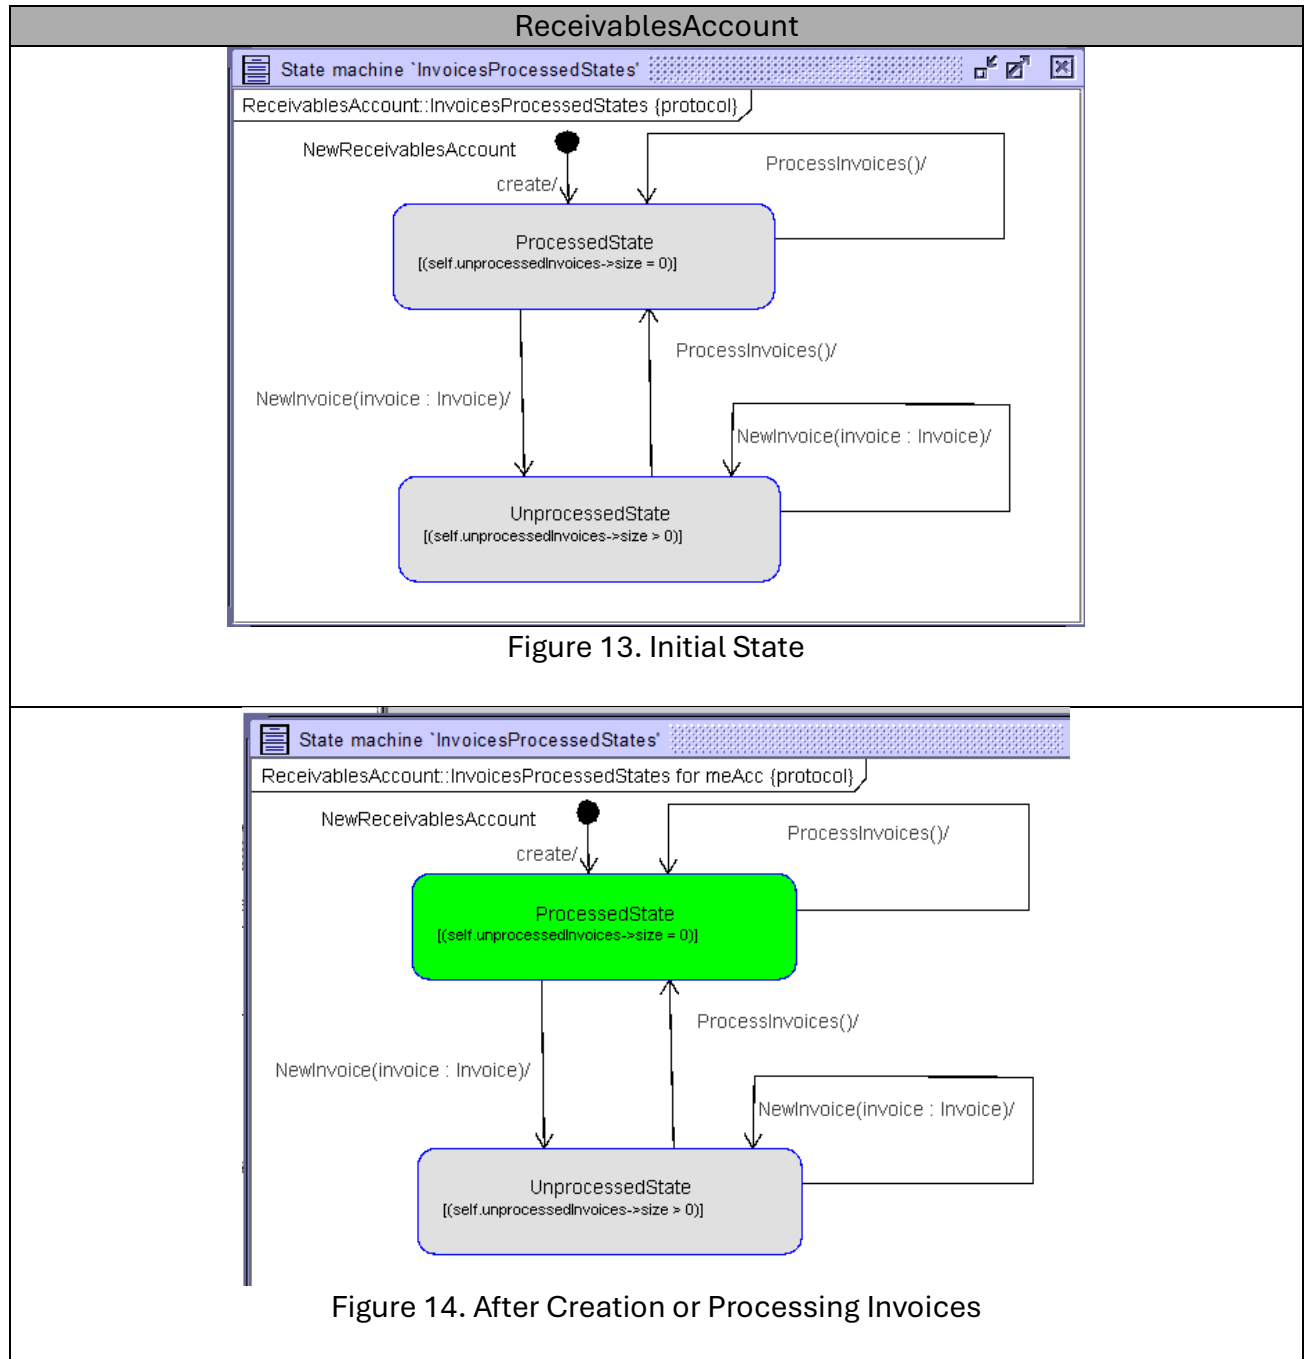 ReceivablesAccount
State machine `InvoicesProcessedStates'
ReceivablesAccount::InvoicesProcessedStates {protocol}
NewReceivablesAccount
ProcessInvoices()/
create/
ProcessedState
[(self.unprocessedInvoices->size = 0)]
ProcessInvoices()/
NewInvoice(invoice : Invoice)/
NewInvoice(invoice : Invoice)/
UnprocessedState
[(self.unprocessedInvoices->size > 0)]
Figure 13. Initial State
State machine `InvoicesProcessedStates'
ReceivablesAccount::InvoicesProcessedStates for meAcc {protocol}
NewReceivablesAccount
ProcessInvoices()/
create/
ProcessedState
[(self.unprocessedInvoices->size = 0)]
ProcessInvoices()/
NewInvoice(invoice : Invoice)/
NewInvoice(invoice : Invoice)/
UnprocessedState
[(self.unprocessedInvoices->size > 0)]
Figure 14. After Creation or Processing Invoices